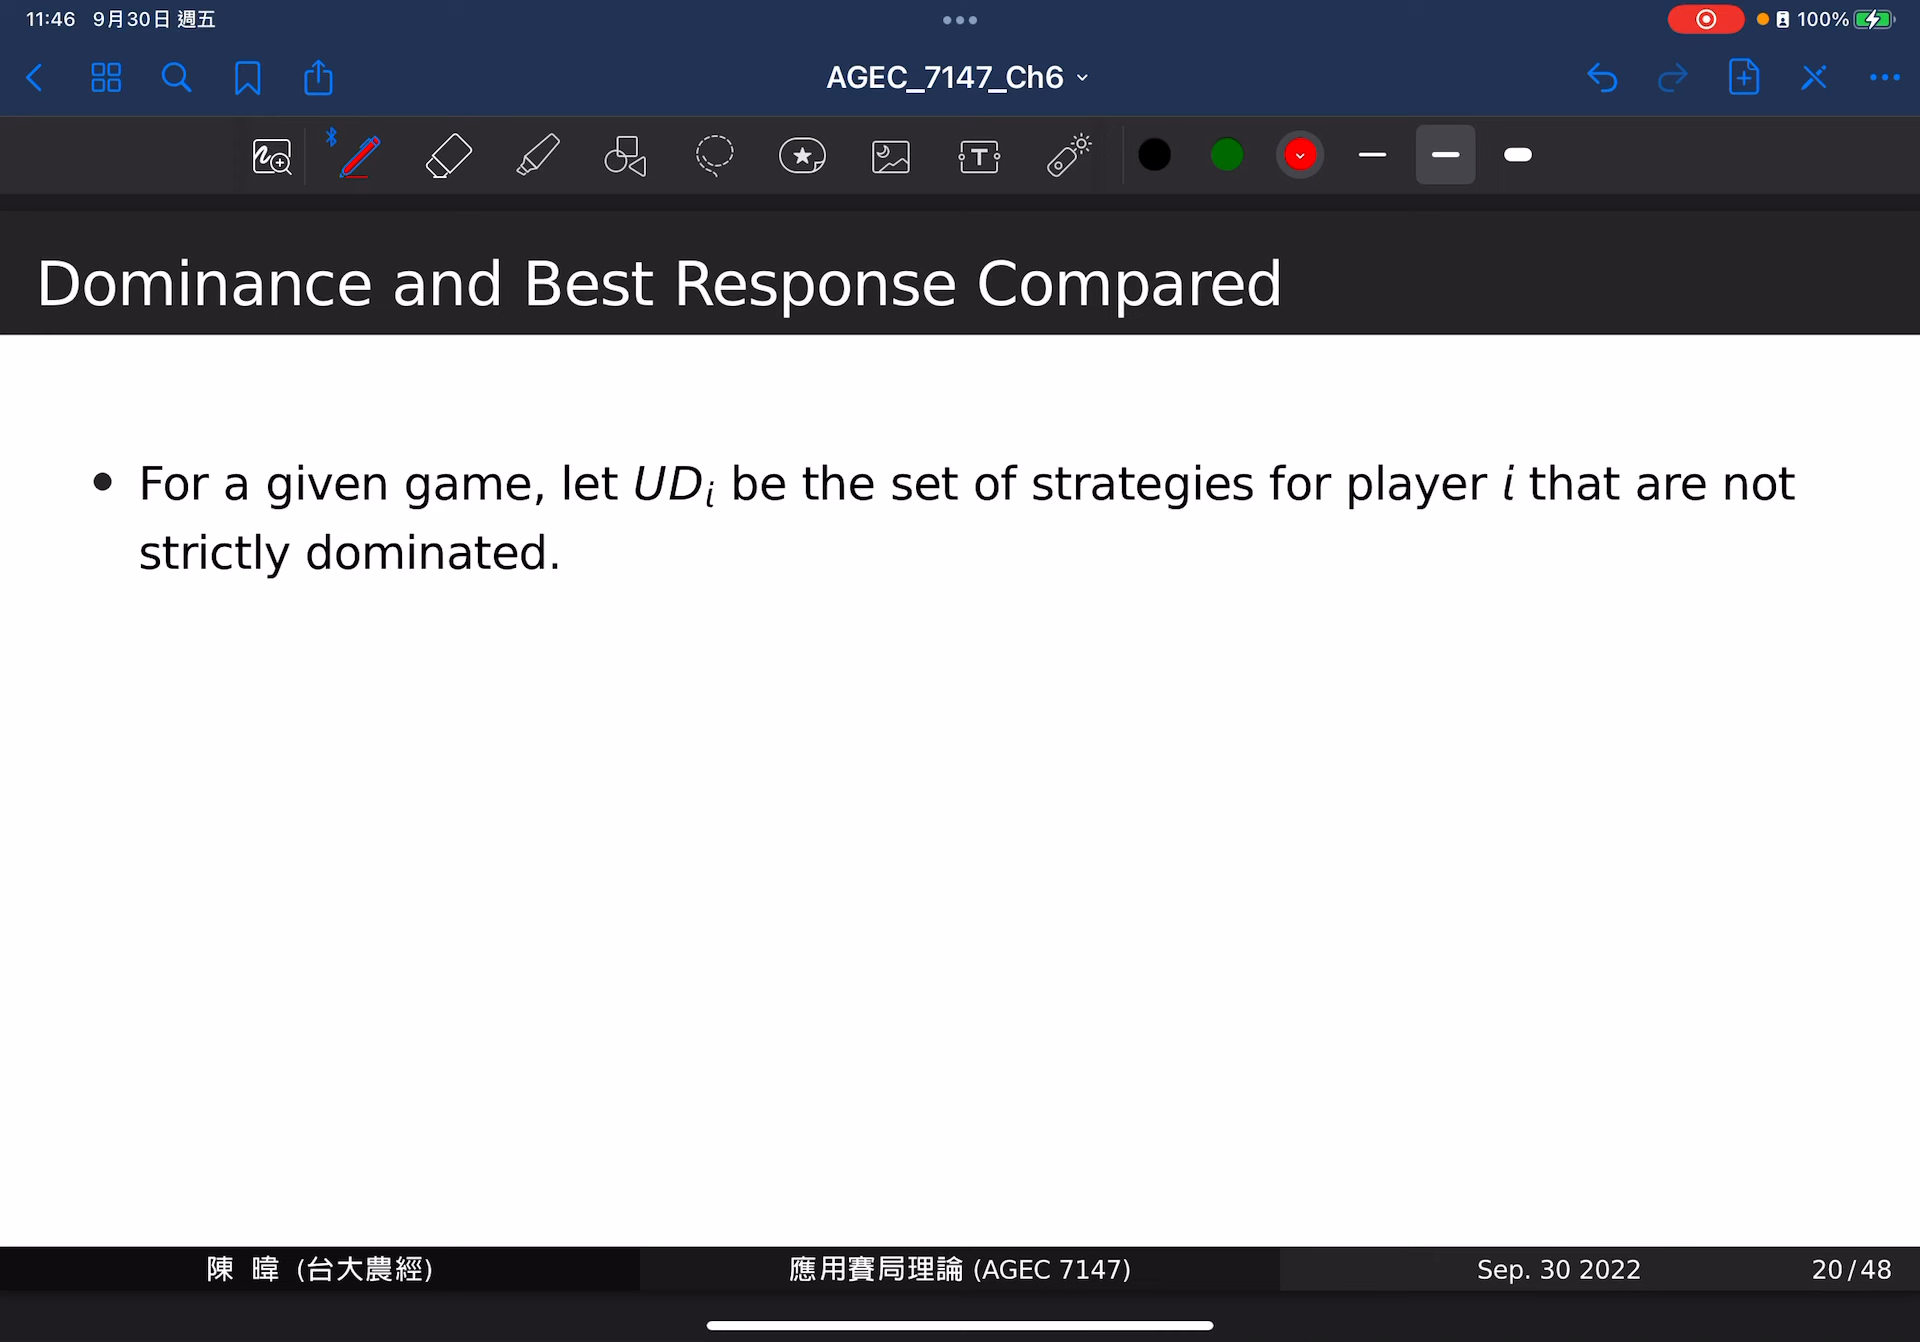 11:46 9月30日 週五
100%
AGEC_7147_Ch6
T
Dominance and Best Response Compared
• For a given game, let UDᵢ be the set of strategies for player i that are not
strictly dominated.
陳 暐 (台大農經)
應用賽局理論 (AGEC 7147)
Sep. 30 2022
20 / 48